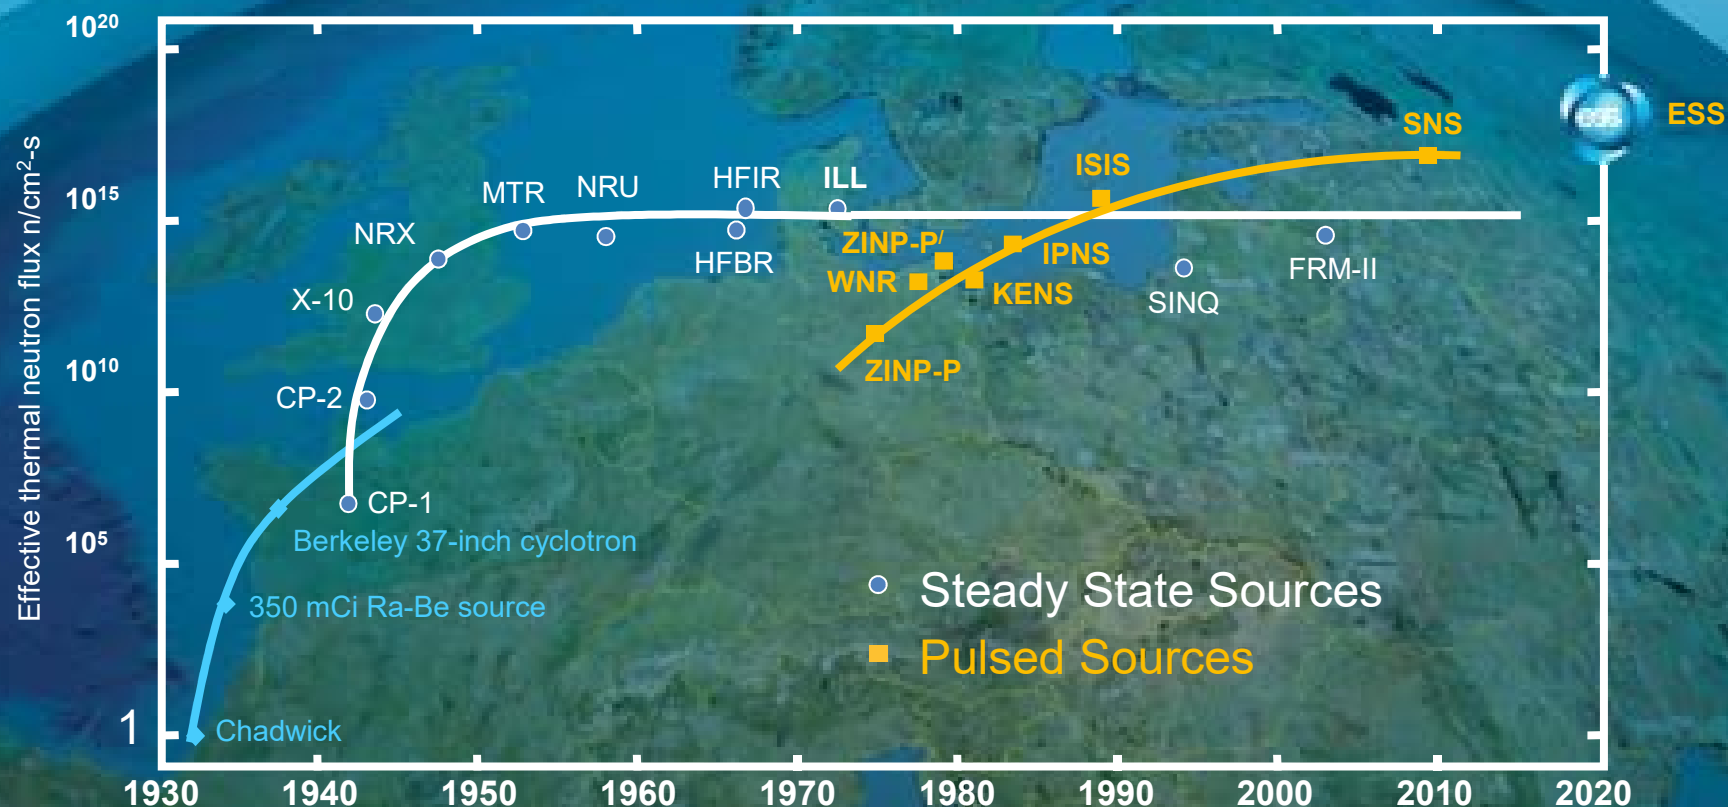 10²⁰
10¹⁵
10¹⁰
10⁵
1
Effective thermal neutron flux n/cm²-s
1930
1940
1950
1960
1970
1980
1990
2000
2010
2020
ess
ESS
SNS
ISIS
MTR
NRU
HFIR
ILL
NRX
ZINP-P/
HFBR
IPNS
WNR
KENS
FRM-II
SINQ
X-10
ZINP-P
CP-2
CP-1
Berkeley 37-inch cyclotron
350 mCi Ra-Be source
Chadwick
Steady State Sources
Pulsed Sources